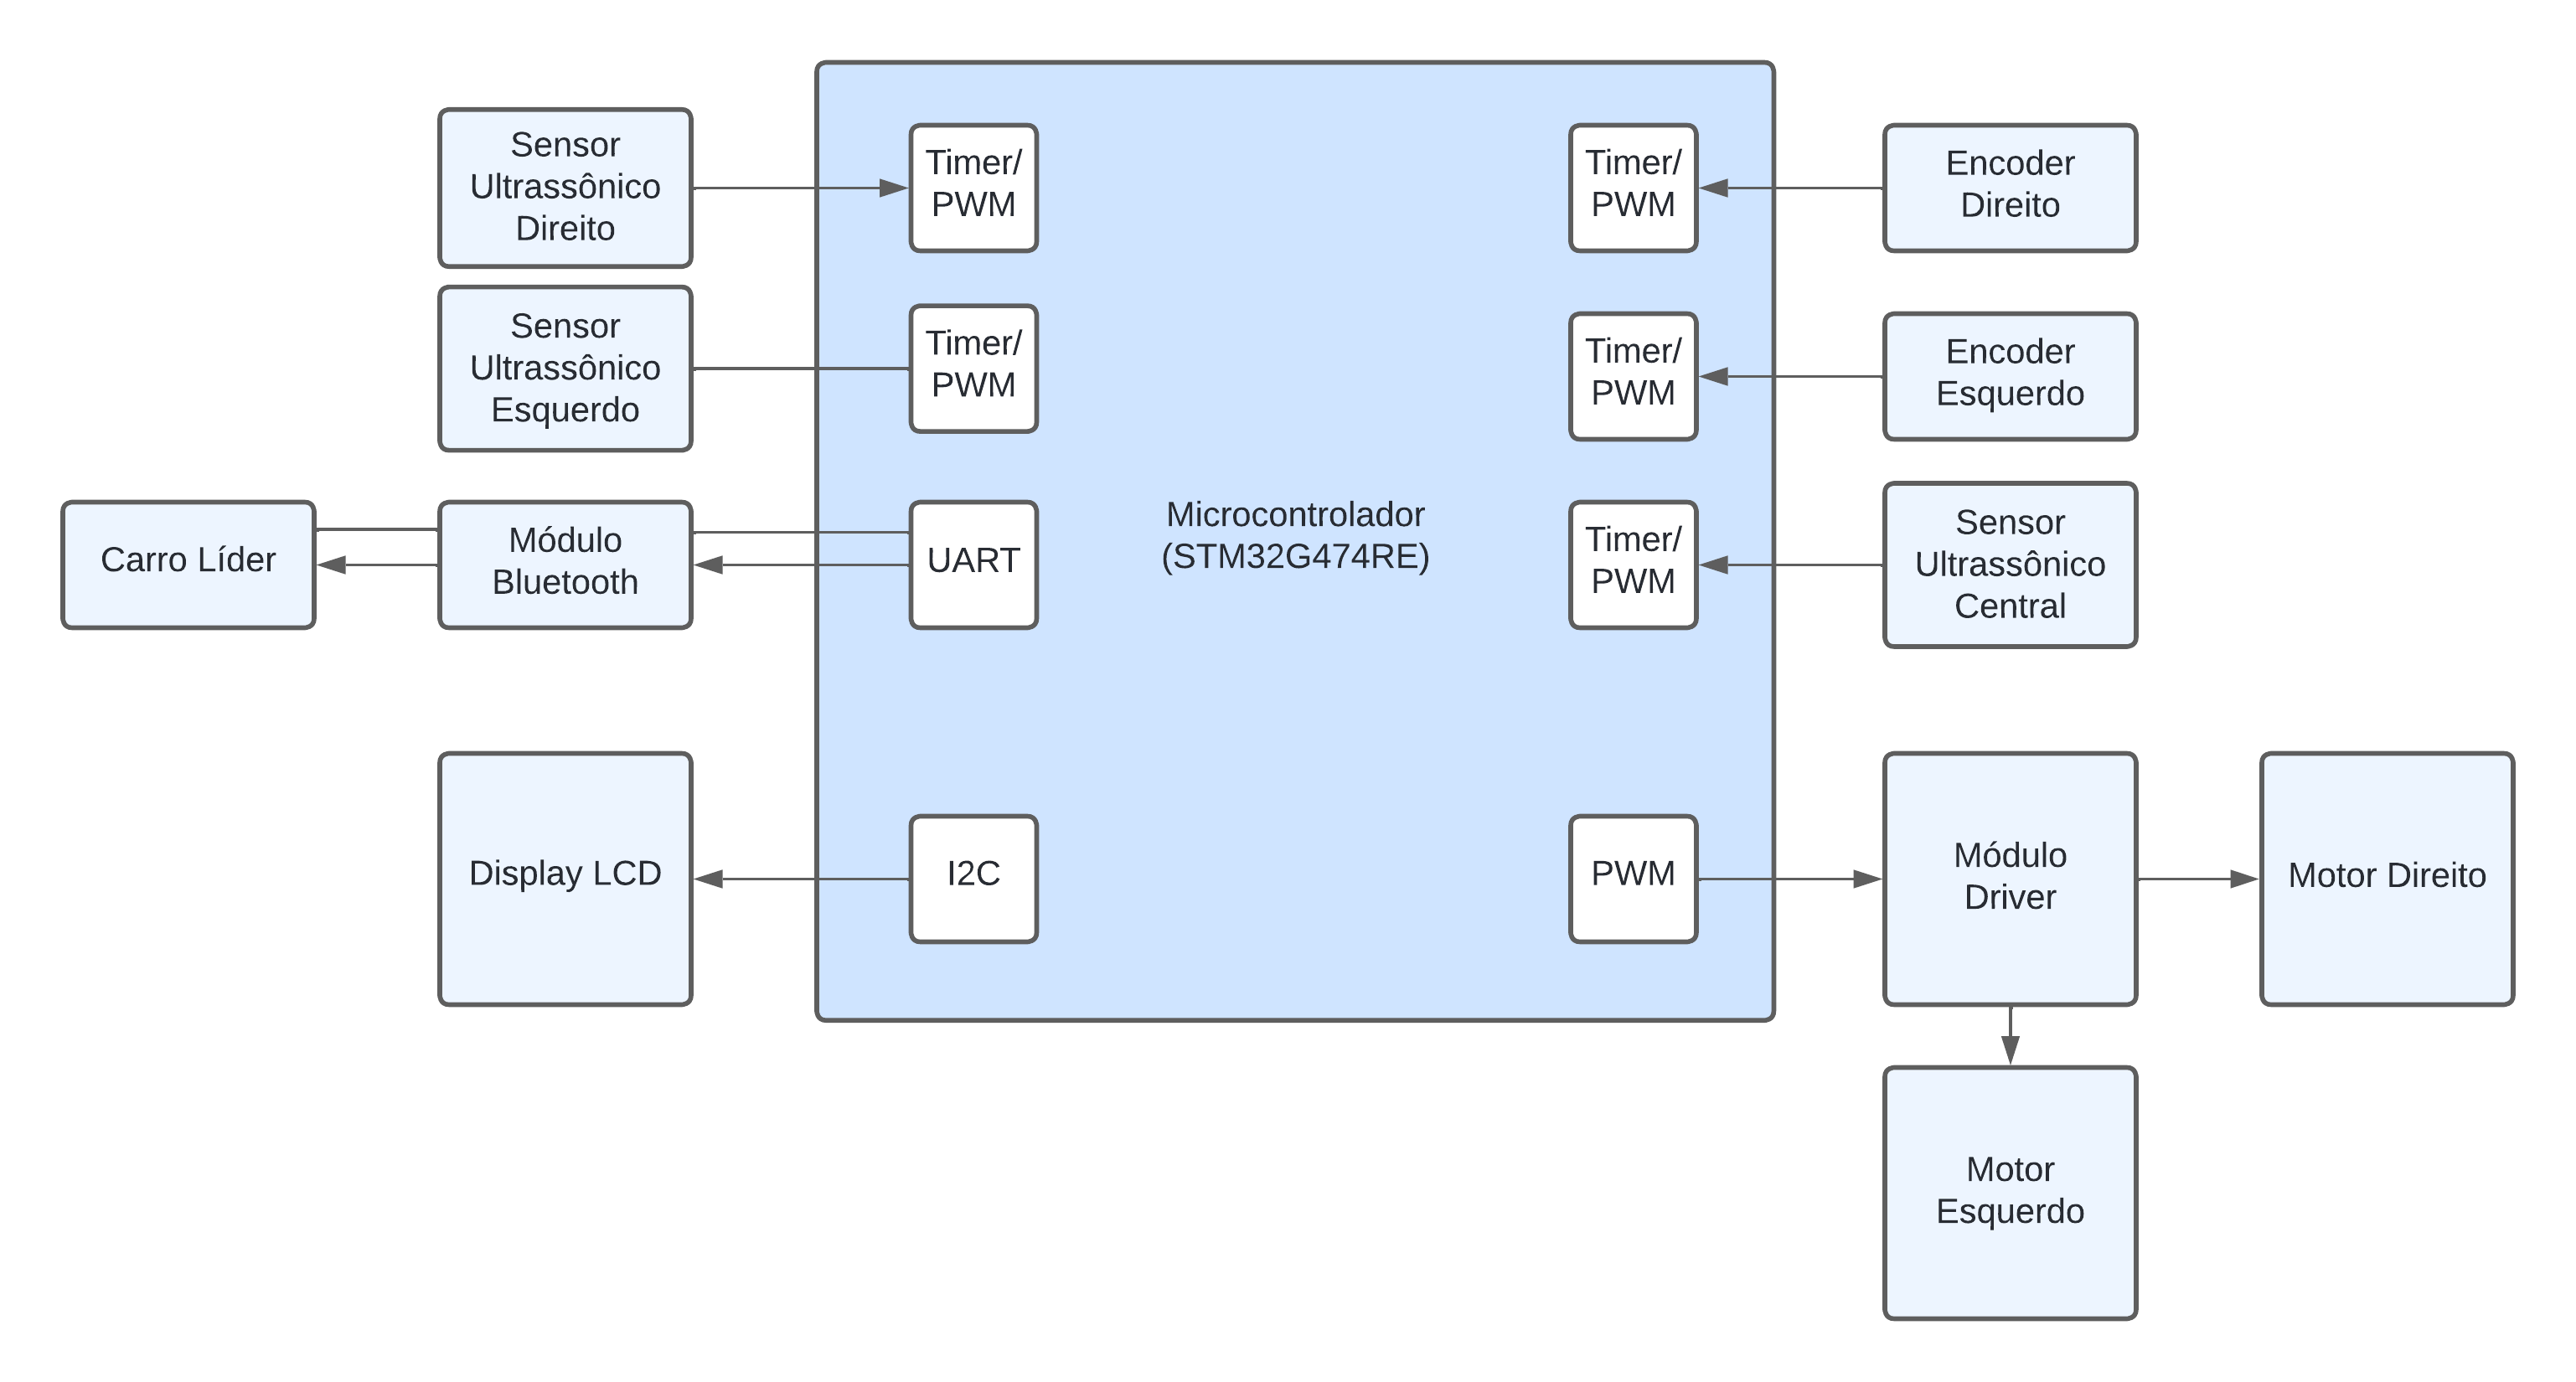 Sensor
Ultrassônico
Direito
Timer/
PWM
Timer/
PWM
Encoder
Direito
Sensor
Ultrassônico
Esquerdo
Timer/
PWM
Timer/
PWM
Encoder
Esquerdo
Carro Líder
Módulo
Bluetooth
UART
Microcontrolador
(STM32G474RE)
Timer/
PWM
Sensor
Ultrassônico
Central
Display LCD
I2C
PWM
Módulo
Driver
Motor Direito
Motor
Esquerdo